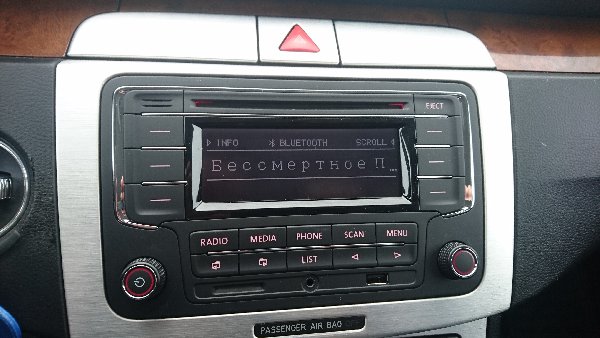 EJECT
INFO BLUETOOTH SCROLL
Бессмертное П...
RADIO MEDIA PHONE SCAN MENU
LIST
PASSENGER AIR BAG